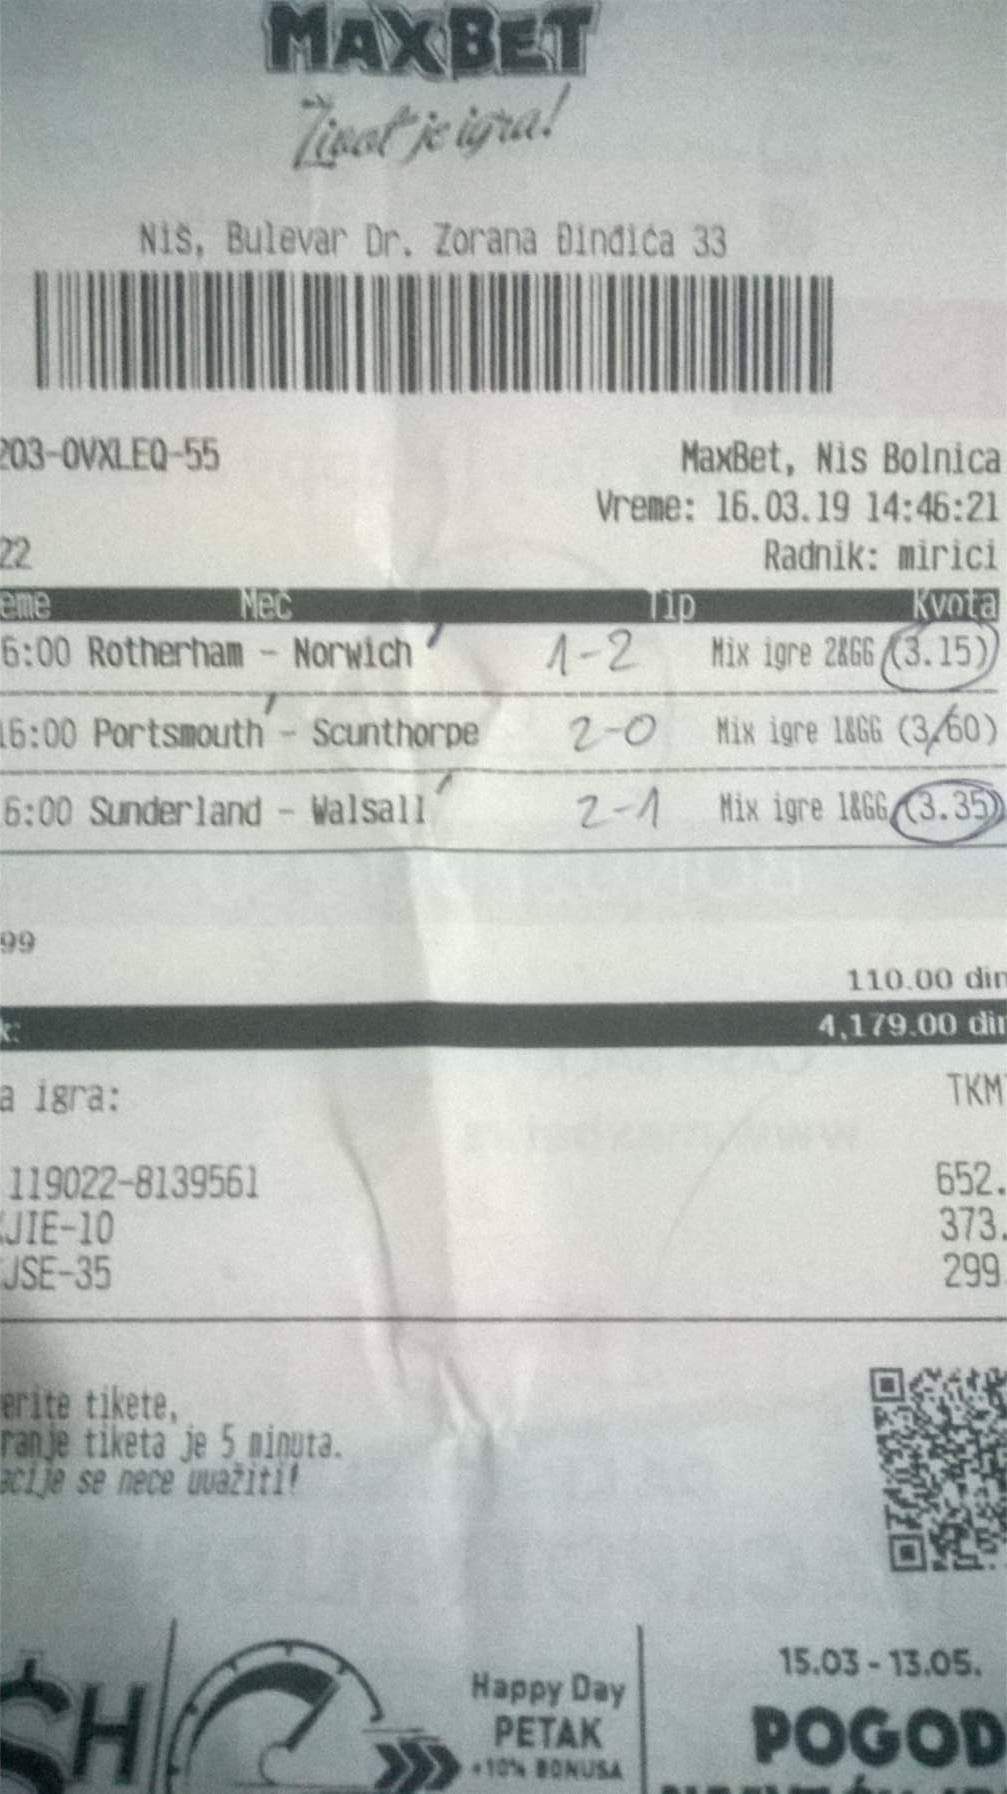 MAXBET
Život je igra!
Niš, Bulevar Dr. Zorana Đinđića 33
203-0VXLEQ-55
MaxBet, Nis Bolnica
Vreme: 16.03.19 14:46:21
22
Radnik: mirici
eme Meč Tip Kvota
6:00 Rotherham - Norwich 1-2 Mix igre 2&GG (3.15)
16:00 Portsmouth - Scunthorpe 2-0 Mix igre 1&GG (3.60)
6:00 Sunderland - Walsall 2-1 Mix igre 1&GG (3.35)
99
110.00 din
k: 4,179.00 din
a igra: TKM
119022-8139561 652.
JIE-10 373.
JSE-35 299
erite tikete,
ranje tiketa je 5 minuta.
acije se nece uvažiti!
$H
Happy Day
PETAK
+10% BONUSA
15.03 - 13.05.
POGOD